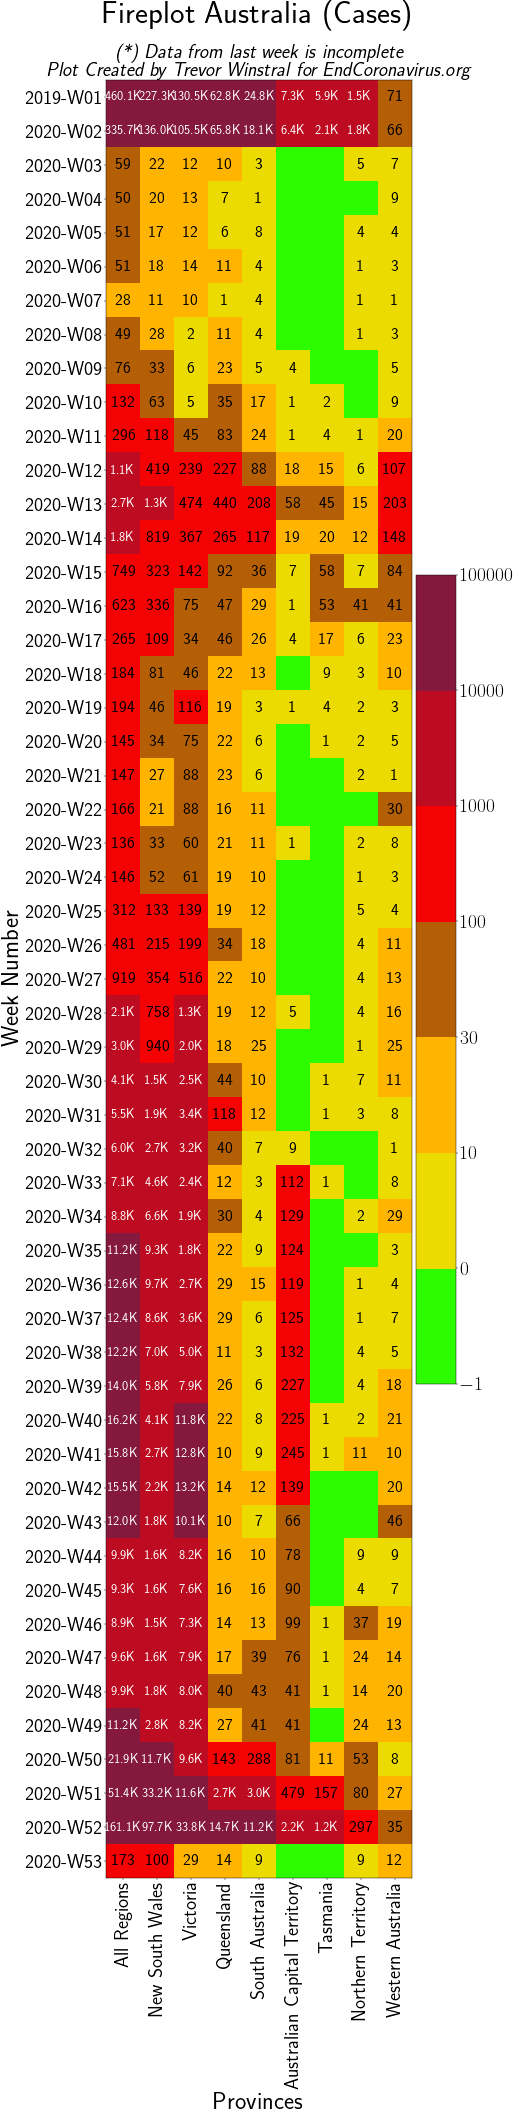 Fireplot Australia (Cases)
(*) Data from last week is incomplete
Plot Created by Trevor Winstral for EndCoronavirus.org
2019-W01 460.1K 227.3K 130.5K 62.8K 24.8K 7.3K 5.9K 1.5K 71
2020-W02 335.7K 136.0K 105.5K 65.8K 18.1K 6.4K 2.1K 1.8K 66
2020-W03 59 22 12 10 3 5 7
2020-W04 50 20 13 7 1 9
2020-W05 51 17 12 6 8 4 4
2020-W06 51 18 14 11 4 1 3
2020-W07 28 11 10 1 4 1 1
2020-W08 49 28 2 11 4 1 3
2020-W09 76 33 6 23 5 4 5
2020-W10 132 63 5 35 17 1 2 9
2020-W11 296 118 45 83 24 1 4 1 20
2020-W12 1.1K 419 239 227 88 18 15 6 107
2020-W13 2.7K 1.3K 474 440 208 58 45 15 203
2020-W14 1.8K 819 367 265 117 19 20 12 148
2020-W15 749 323 142 92 36 7 58 7 84
2020-W16 623 336 75 47 29 1 53 41 41
2020-W17 265 109 34 46 26 4 17 6 23
2020-W18 184 81 46 22 13 9 3 10
2020-W19 194 46 116 19 3 1 4 2 3
2020-W20 145 34 75 22 6 1 2 5
2020-W21 147 27 88 23 6 2 1
2020-W22 166 21 88 16 11 30
2020-W23 136 33 60 21 11 1 2 8
2020-W24 146 52 61 19 10 1 3
2020-W25 312 133 139 19 12 5 4
2020-W26 481 215 199 34 18 4 11
2020-W27 919 354 516 22 10 4 13
2020-W28 2.1K 758 1.3K 19 12 5 4 16
2020-W29 3.0K 940 2.0K 18 25 1 25
2020-W30 4.1K 1.5K 2.5K 44 10 1 7 11
2020-W31 5.5K 1.9K 3.4K 118 12 1 3 8
2020-W32 6.0K 2.7K 3.2K 40 7 9 1
2020-W33 7.1K 4.6K 2.4K 12 3 112 1 8
2020-W34 8.8K 6.6K 1.9K 30 4 129 2 29
2020-W35 11.2K 9.3K 1.8K 22 9 124 3
2020-W36 12.6K 9.7K 2.7K 29 15 119 1 4
2020-W37 12.4K 8.6K 3.6K 29 6 125 1 7
2020-W38 12.2K 7.0K 5.0K 11 3 132 4 5
2020-W39 14.0K 5.8K 7.9K 26 6 227 4 18
2020-W40 16.2K 4.1K 11.8K 22 8 225 1 2 21
2020-W41 15.8K 2.7K 12.8K 10 9 245 1 11 10
2020-W42 15.5K 2.2K 13.2K 14 12 139 20
2020-W43 12.0K 1.8K 10.1K 10 7 66 46
2020-W44 9.9K 1.6K 8.2K 16 10 78 9 9
2020-W45 9.3K 1.6K 7.6K 16 16 90 4 7
2020-W46 8.9K 1.5K 7.3K 14 13 99 1 37 19
2020-W47 9.6K 1.6K 7.9K 17 39 76 1 24 14
2020-W48 9.9K 1.8K 8.0K 40 43 41 1 14 20
2020-W49 11.2K 2.8K 8.2K 27 41 41 24 13
2020-W50 21.9K 11.7K 9.6K 143 288 81 11 53 8
2020-W51 51.4K 33.2K 11.6K 2.7K 3.0K 479 157 80 27
2020-W52 161.1K 97.7K 33.8K 14.7K 11.2K 2.2K 1.2K 297 35
2020-W53 173 100 29 14 9 9 12
Week Number
All Regions
New South Wales
Victoria
Queensland
South Australia
Australian Capital Territory
Tasmania
Northern Territory
Western Australia
Provinces
100000
10000
1000
100
30
10
0
−1